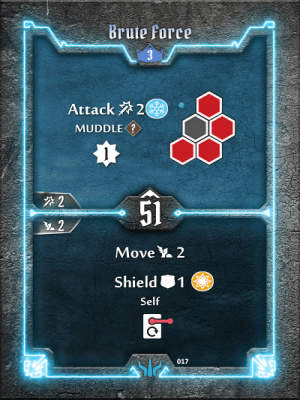 Brute Force
3
Attack 2
MUDDLE ?
1
2
51
2
Move 2
Shield 1
Self
017